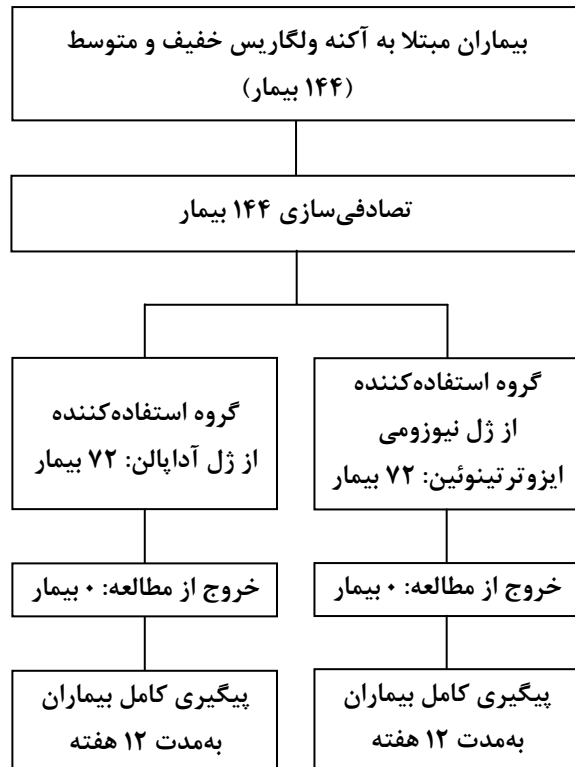 بیماران مبتلا به آکنه ولگاریس خفیف و متوسط
(۱۴۴ بیمار)
تصادفی‌سازی ۱۴۴ بیمار
گروه استفاده‌کننده
از ژل نیوزومی
ایزوترتینوئین: ۷۲ بیمار
گروه استفاده‌کننده
از ژل آداپالن: ۷۲ بیمار
خروج از مطالعه: ۰ بیمار
خروج از مطالعه: ۰ بیمار
پیگیری کامل بیماران
به‌مدت ۱۲ هفته
پیگیری کامل بیماران
به‌مدت ۱۲ هفته